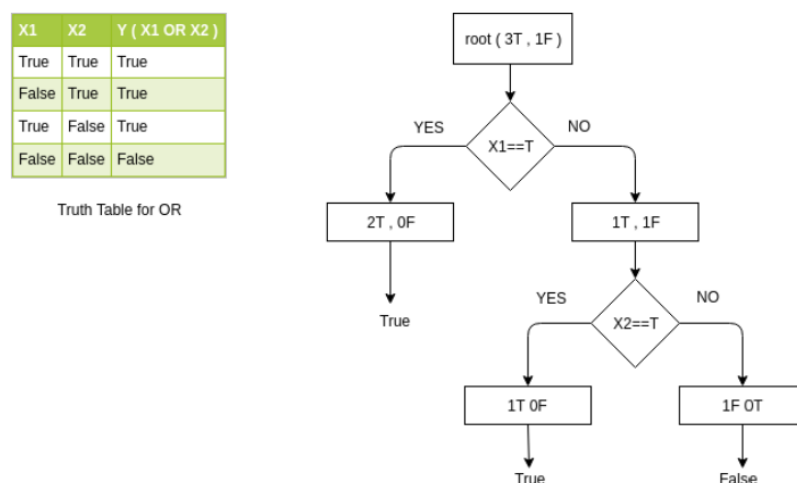 X1 X2 Y ( X1 OR X2 )
True True True
False True True
True False True
False False False
Truth Table for OR
root ( 3T , 1F )
YES NO
X1==T
2T , 0F 1T , 1F
True
YES NO
X2==T
1T 0F 1F 0T
True False